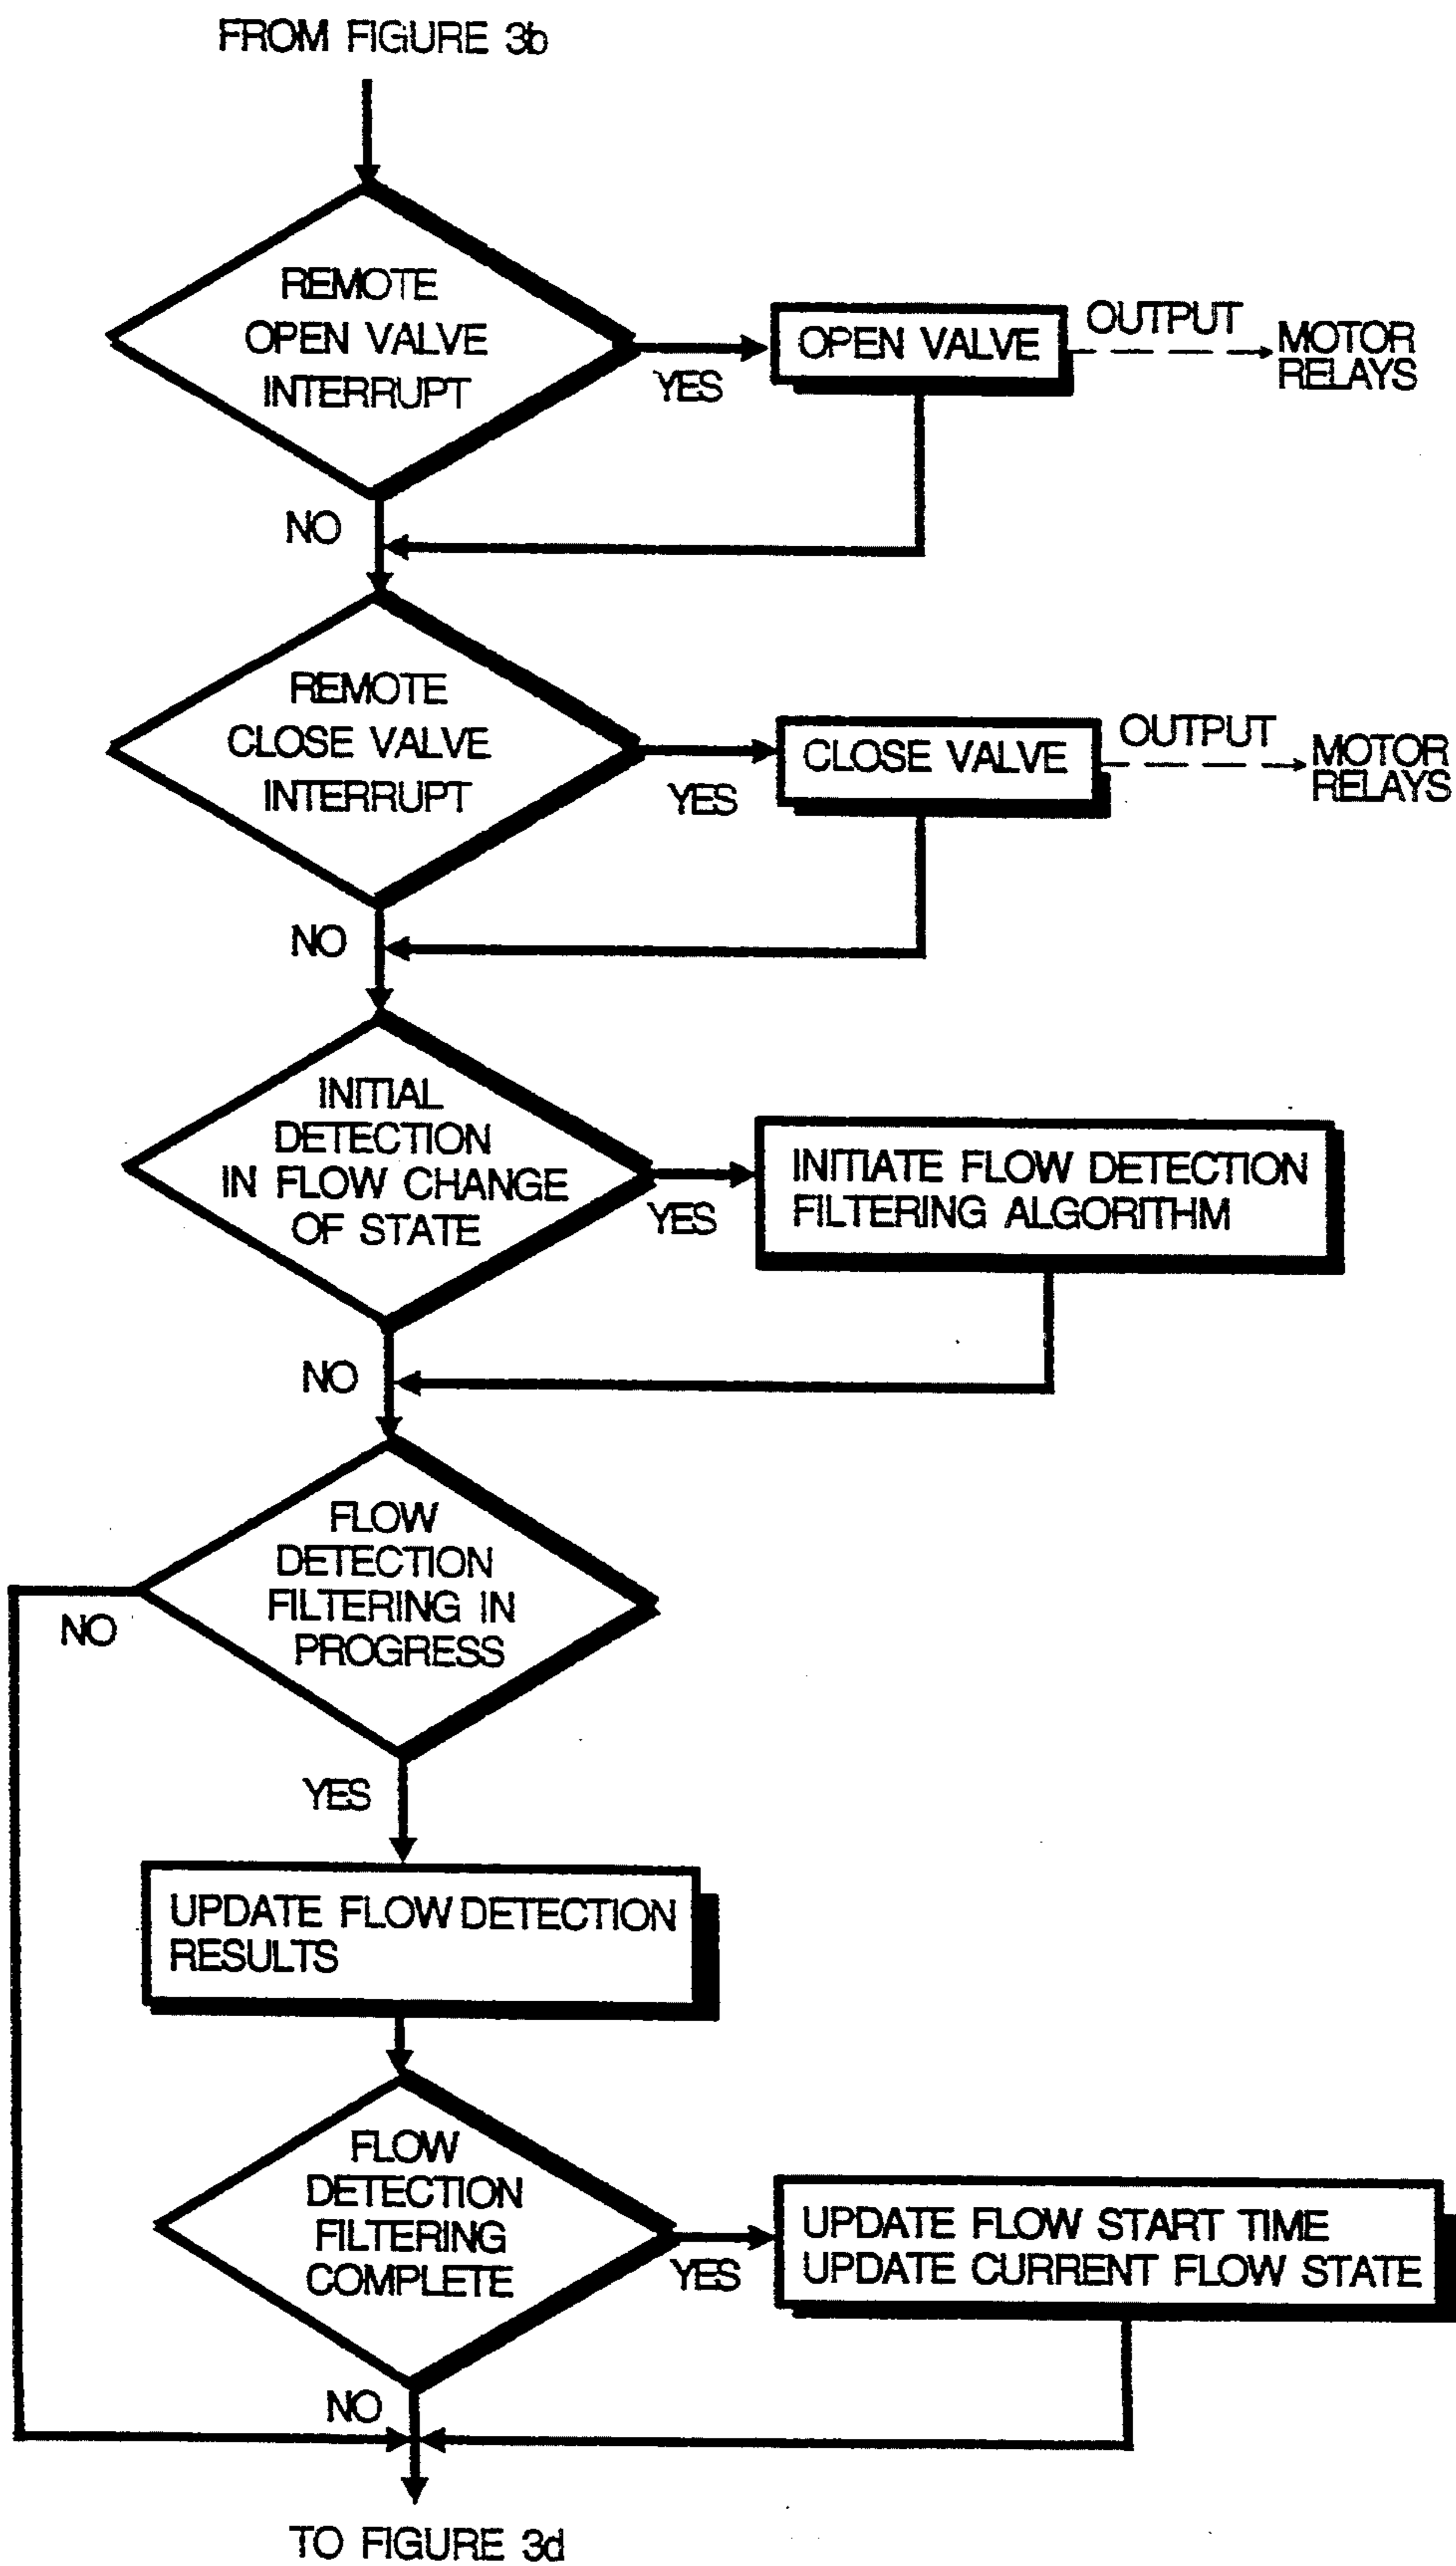 FROM FIGURE 3b
REMOTE
OPEN VALVE
INTERRUPT
YES
OPEN VALVE
OUTPUT
MOTOR
RELAYS
NO
REMOTE
CLOSE VALVE
INTERRUPT
YES
CLOSE VALVE
OUTPUT
MOTOR
RELAYS
NO
INITIAL
DETECTION
IN FLOW CHANGE
OF STATE
YES
INITIATE FLOW DETECTION
FILTERING ALGORITHM
NO
FLOW
DETECTION
FILTERING IN
PROGRESS
NO
YES
UPDATE FLOW DETECTION
RESULTS
FLOW
DETECTION
FILTERING
COMPLETE
YES
UPDATE FLOW START TIME
UPDATE CURRENT FLOW STATE
NO
TO FIGURE 3d